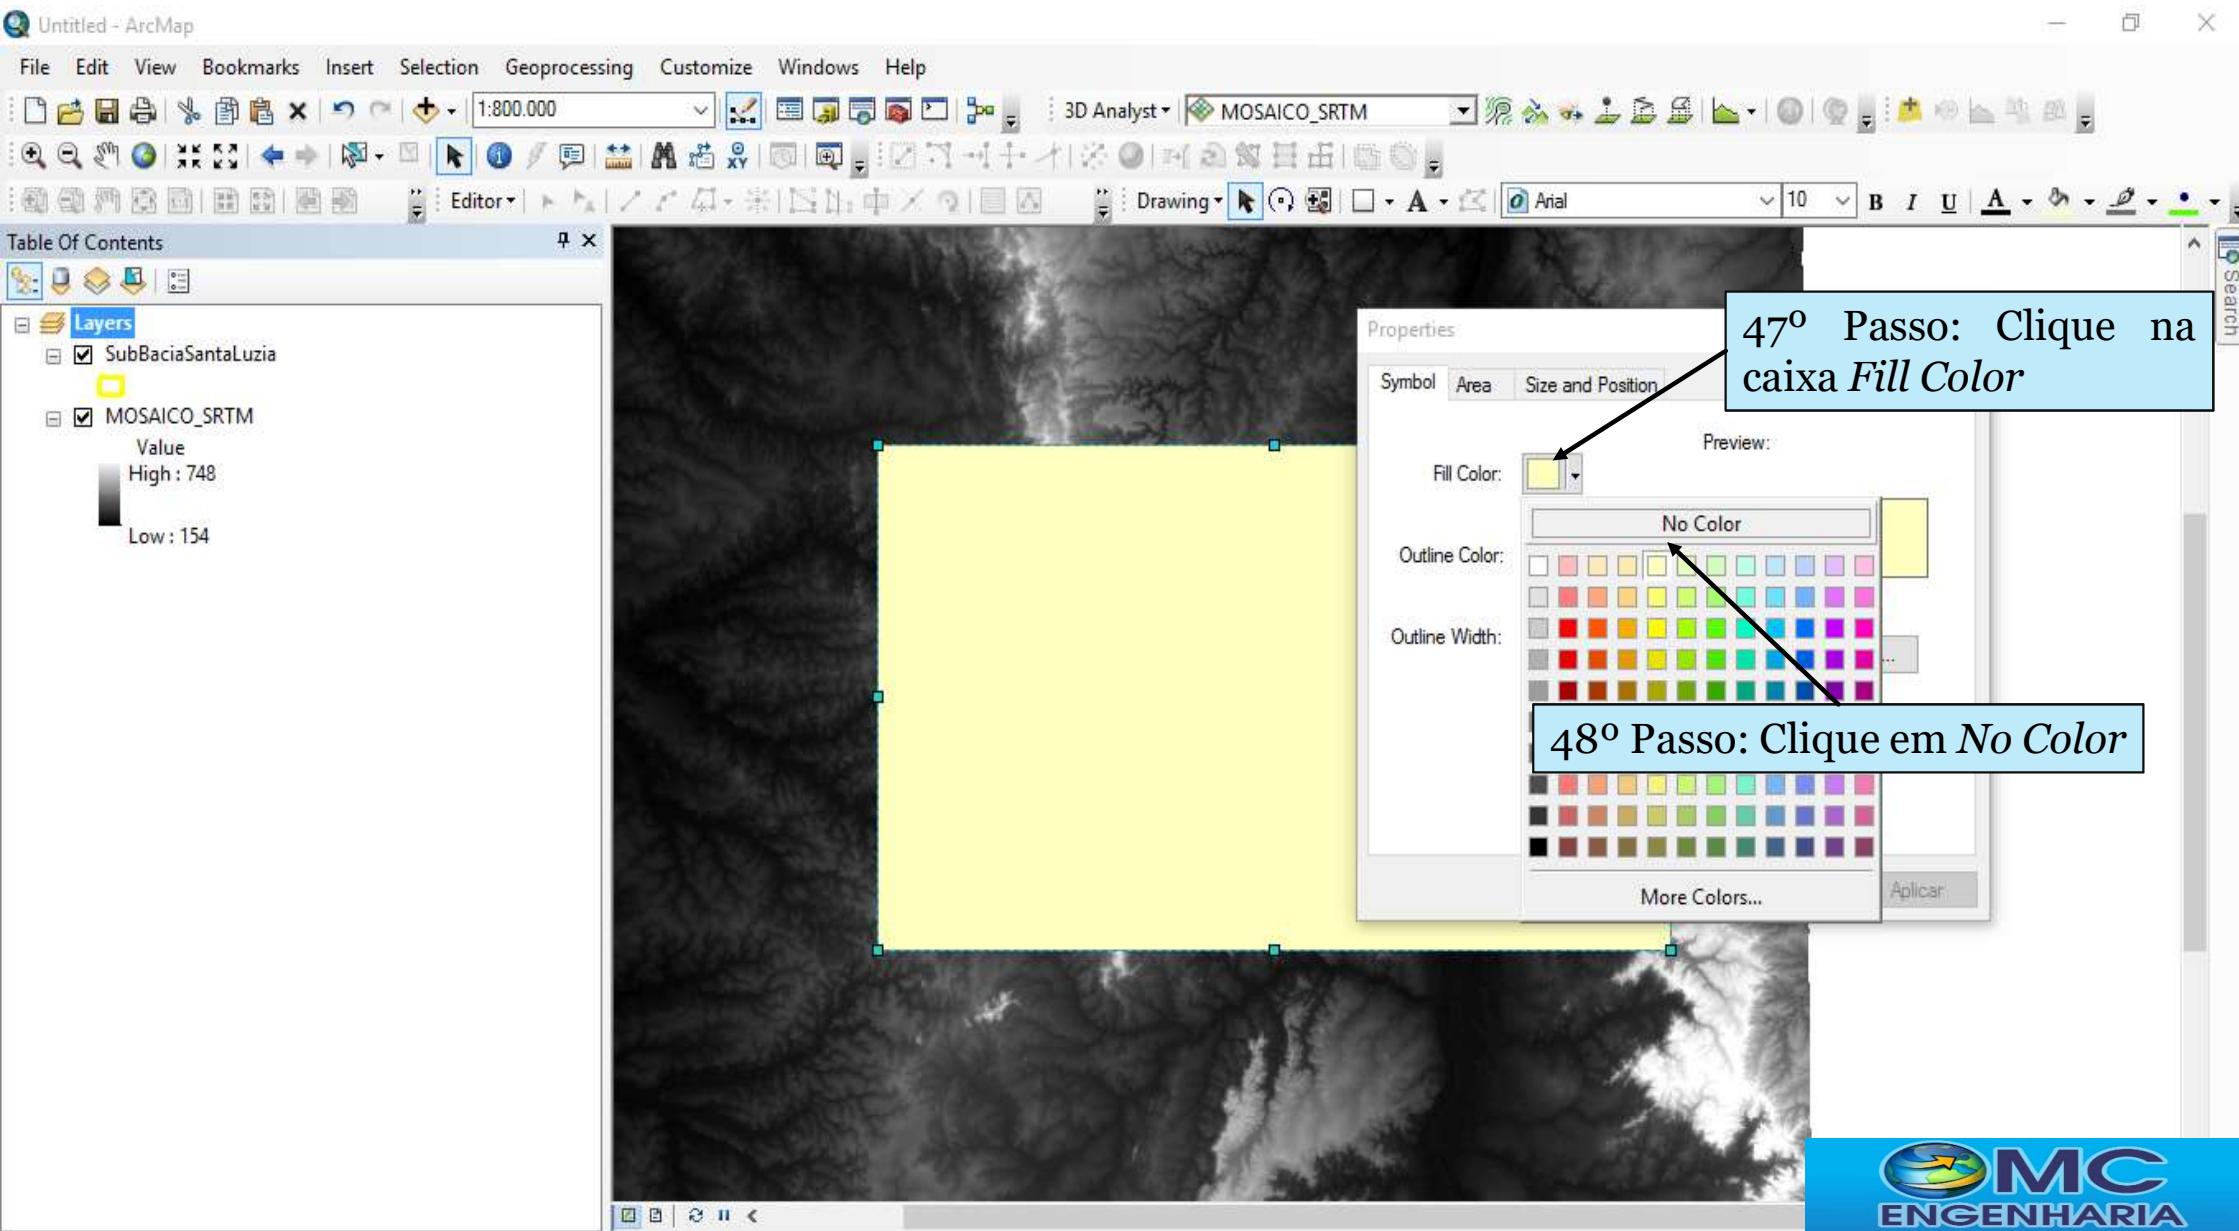 Untitled - ArcMap
File Edit View Bookmarks Insert Selection Geoprocessing Customize Windows Help
1:800.000 3D Analyst MOSAICO_SRTM
Editor Drawing A Arial 10 B I U A
Table Of Contents
Search
Layers
SubBaciaSantaLuzia
MOSAICO_SRTM
Value
High : 748
Low : 154
Properties
Symbol Area Size and Position
47º Passo: Clique na
caixa Fill Color
Preview:
Fill Color:
No Color
Outline Color:
Outline Width:
...
48º Passo: Clique em No Color
More Colors...
Aplicar
MC
ENGENHARIA